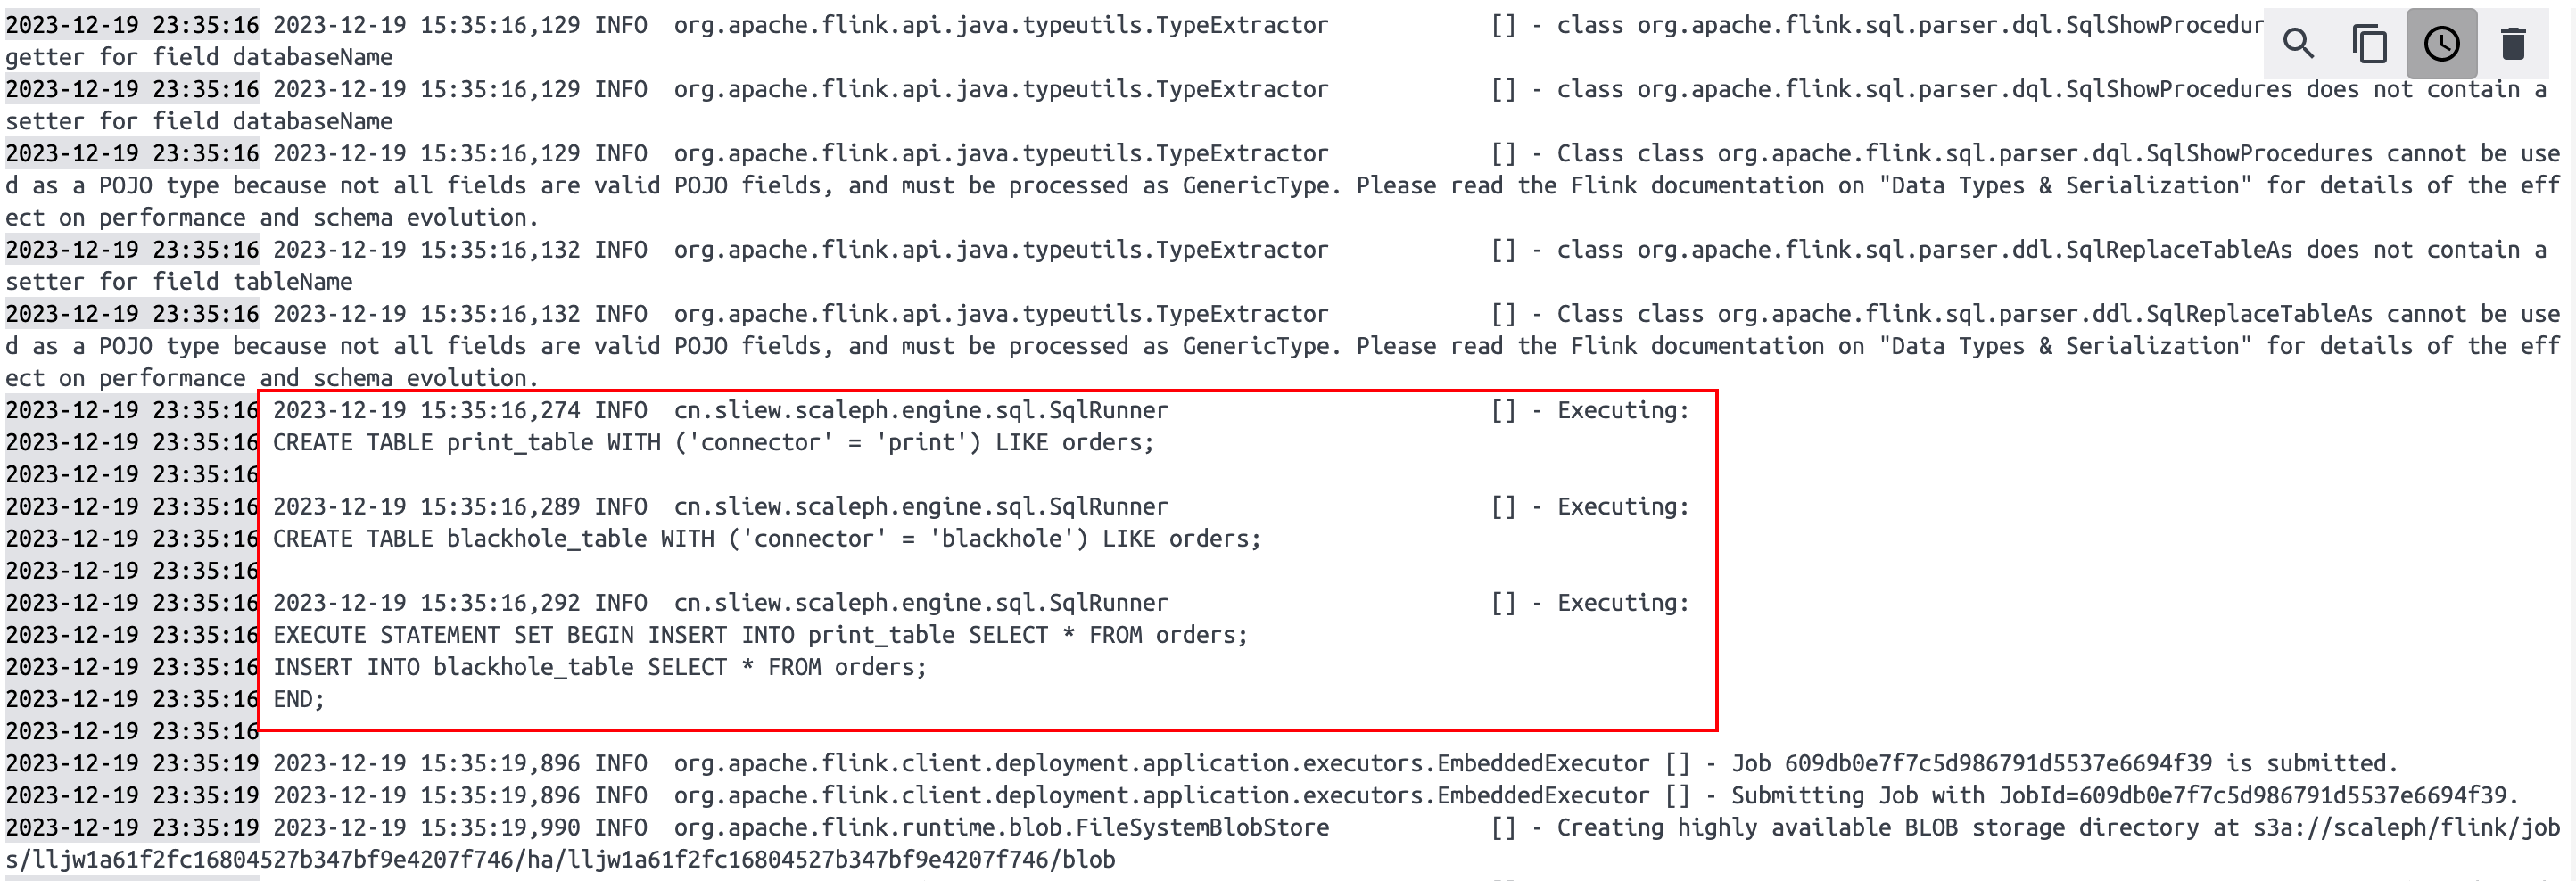 2023-12-19 23:35:16 2023-12-19 15:35:16,129 INFO  org.apache.flink.api.java.typeutils.TypeExtractor             [] - class org.apache.flink.sql.parser.dql.SqlShowProcedur
getter for field databaseName
2023-12-19 23:35:16 2023-12-19 15:35:16,129 INFO  org.apache.flink.api.java.typeutils.TypeExtractor             [] - class org.apache.flink.sql.parser.dql.SqlShowProcedures does not contain a
setter for field databaseName
2023-12-19 23:35:16 2023-12-19 15:35:16,129 INFO  org.apache.flink.api.java.typeutils.TypeExtractor             [] - Class class org.apache.flink.sql.parser.dql.SqlShowProcedures cannot be use
d as a POJO type because not all fields are valid POJO fields, and must be processed as GenericType. Please read the Flink documentation on "Data Types & Serialization" for details of the eff
ect on performance and schema evolution.
2023-12-19 23:35:16 2023-12-19 15:35:16,132 INFO  org.apache.flink.api.java.typeutils.TypeExtractor             [] - class org.apache.flink.sql.parser.ddl.SqlReplaceTableAs does not contain a
setter for field tableName
2023-12-19 23:35:16 2023-12-19 15:35:16,132 INFO  org.apache.flink.api.java.typeutils.TypeExtractor             [] - Class class org.apache.flink.sql.parser.ddl.SqlReplaceTableAs cannot be use
d as a POJO type because not all fields are valid POJO fields, and must be processed as GenericType. Please read the Flink documentation on "Data Types & Serialization" for details of the eff
ect on performance and schema evolution.
2023-12-19 23:35:16 2023-12-19 15:35:16,274 INFO  cn.sliew.scaleph.engine.sql.SqlRunner                         [] - Executing:
2023-12-19 23:35:16 CREATE TABLE print_table WITH ('connector' = 'print') LIKE orders;
2023-12-19 23:35:16
2023-12-19 23:35:16 2023-12-19 15:35:16,289 INFO  cn.sliew.scaleph.engine.sql.SqlRunner                         [] - Executing:
2023-12-19 23:35:16 CREATE TABLE blackhole_table WITH ('connector' = 'blackhole') LIKE orders;
2023-12-19 23:35:16
2023-12-19 23:35:16 2023-12-19 15:35:16,292 INFO  cn.sliew.scaleph.engine.sql.SqlRunner                         [] - Executing:
2023-12-19 23:35:16 EXECUTE STATEMENT SET BEGIN INSERT INTO print_table SELECT * FROM orders;
2023-12-19 23:35:16 INSERT INTO blackhole_table SELECT * FROM orders;
2023-12-19 23:35:16 END;
2023-12-19 23:35:16
2023-12-19 23:35:19 2023-12-19 15:35:19,896 INFO  org.apache.flink.client.deployment.application.executors.EmbeddedExecutor [] - Job 609db0e7f7c5d986791d5537e6694f39 is submitted.
2023-12-19 23:35:19 2023-12-19 15:35:19,896 INFO  org.apache.flink.client.deployment.application.executors.EmbeddedExecutor [] - Submitting Job with JobId=609db0e7f7c5d986791d5537e6694f39.
2023-12-19 23:35:19 2023-12-19 15:35:19,990 INFO  org.apache.flink.runtime.blob.FileSystemBlobStore             [] - Creating highly available BLOB storage directory at s3a://scaleph/flink/job
s/lljw1a61f2fc16804527b347bf9e4207f746/ha/lljw1a61f2fc16804527b347bf9e4207f746/blob